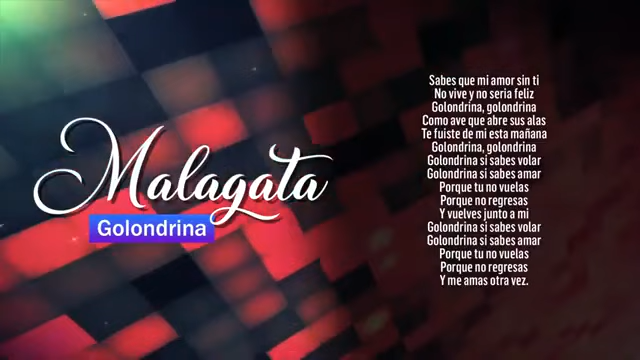 Malagata
Golondrina
Sabes que mi amor sin ti
No vive y no seria feliz
Golondrina, golondrina
Como ave que abre sus alas
Te fuiste de mi esta mañana
Golondrina, golondrina
Golondrina si sabes volar
Golondrina si sabes amar
Porque tu no vuelas
Porque no regresas
Y vuelves junto a mi
Golondrina si sabes volar
Golondrina si sabes amar
Porque tu no vuelas
Porque no regresas
Y me amas otra vez.